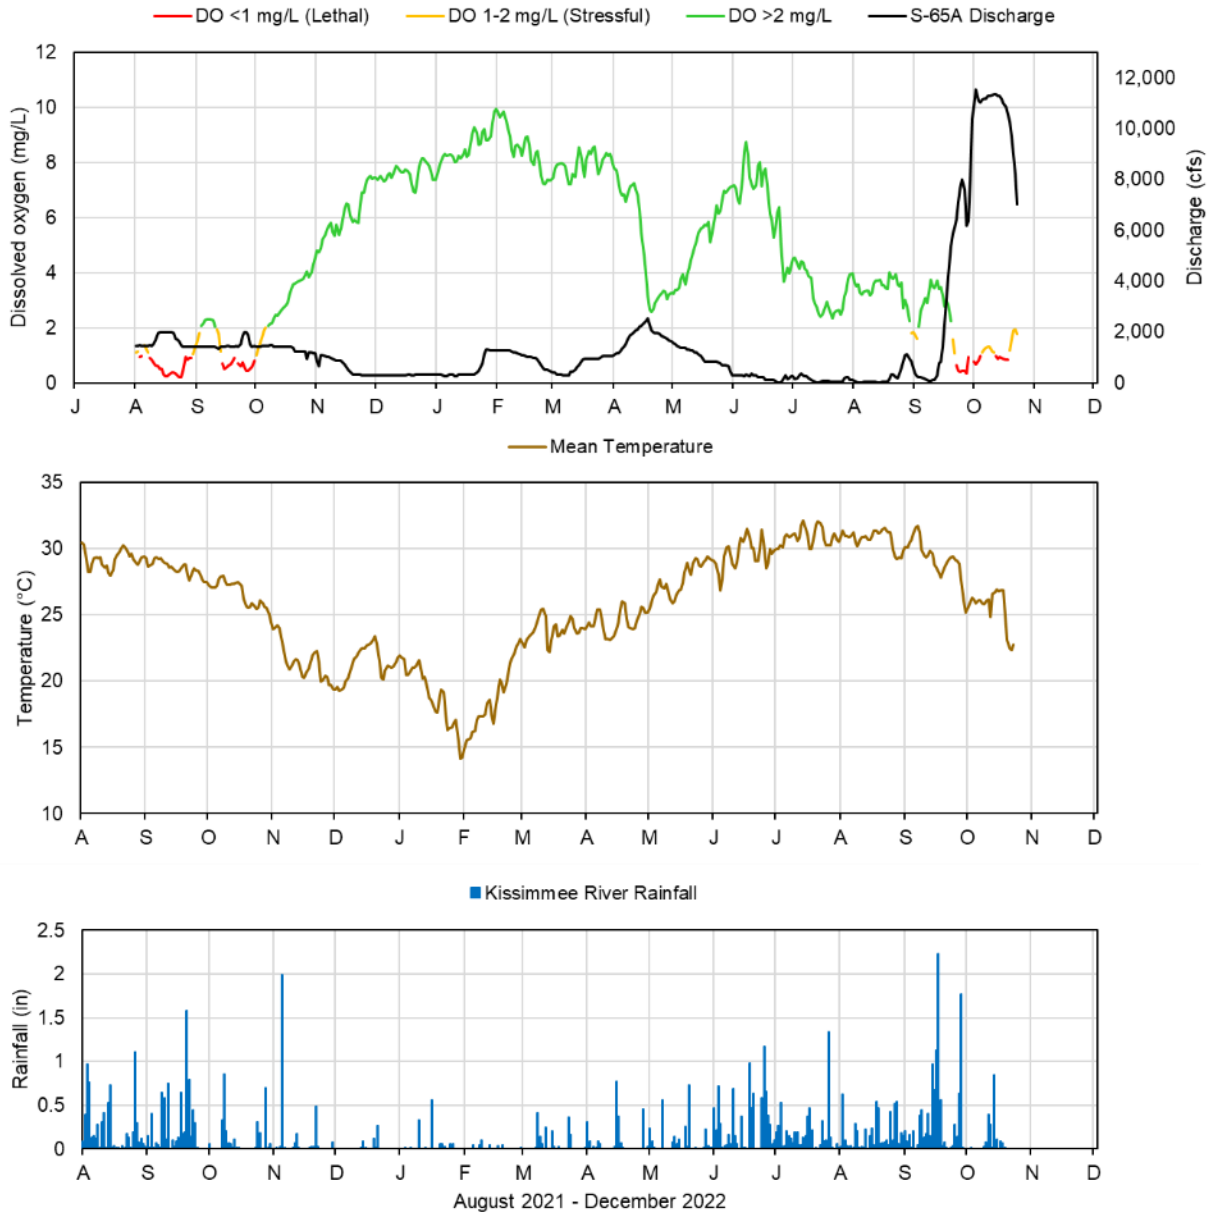 DO <1 mg/L (Lethal) DO 1-2 mg/L (Stressful) DO >2 mg/L S-65A Discharge
Dissolved oxygen (mg/L)
12
10
8
6
4
2
0
12,000
10,000
8,000
6,000
4,000
2,000
0
Discharge (cfs)
J A S O N D J F M A M J J A S O N D
Mean Temperature
Temperature (°C)
35
30
25
20
15
10
A S O N D J F M A M J J A S O N D
Kissimmee River Rainfall
Rainfall (in)
2.5
2
1.5
1
0.5
0
A S O N D J F M A M J J A S O N D
August 2021 - December 2022